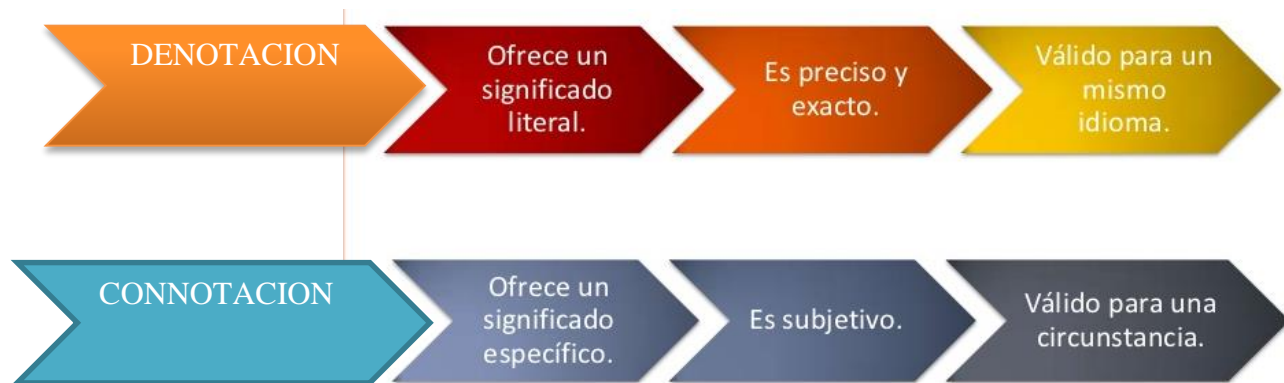 DENOTACION
Ofrece un
significado
literal.
Es preciso y
exacto.
Válido para un
mismo
idioma.
CONNOTACION
Ofrece un
significado
específico.
Es subjetivo.
Válido para una
circunstancia.